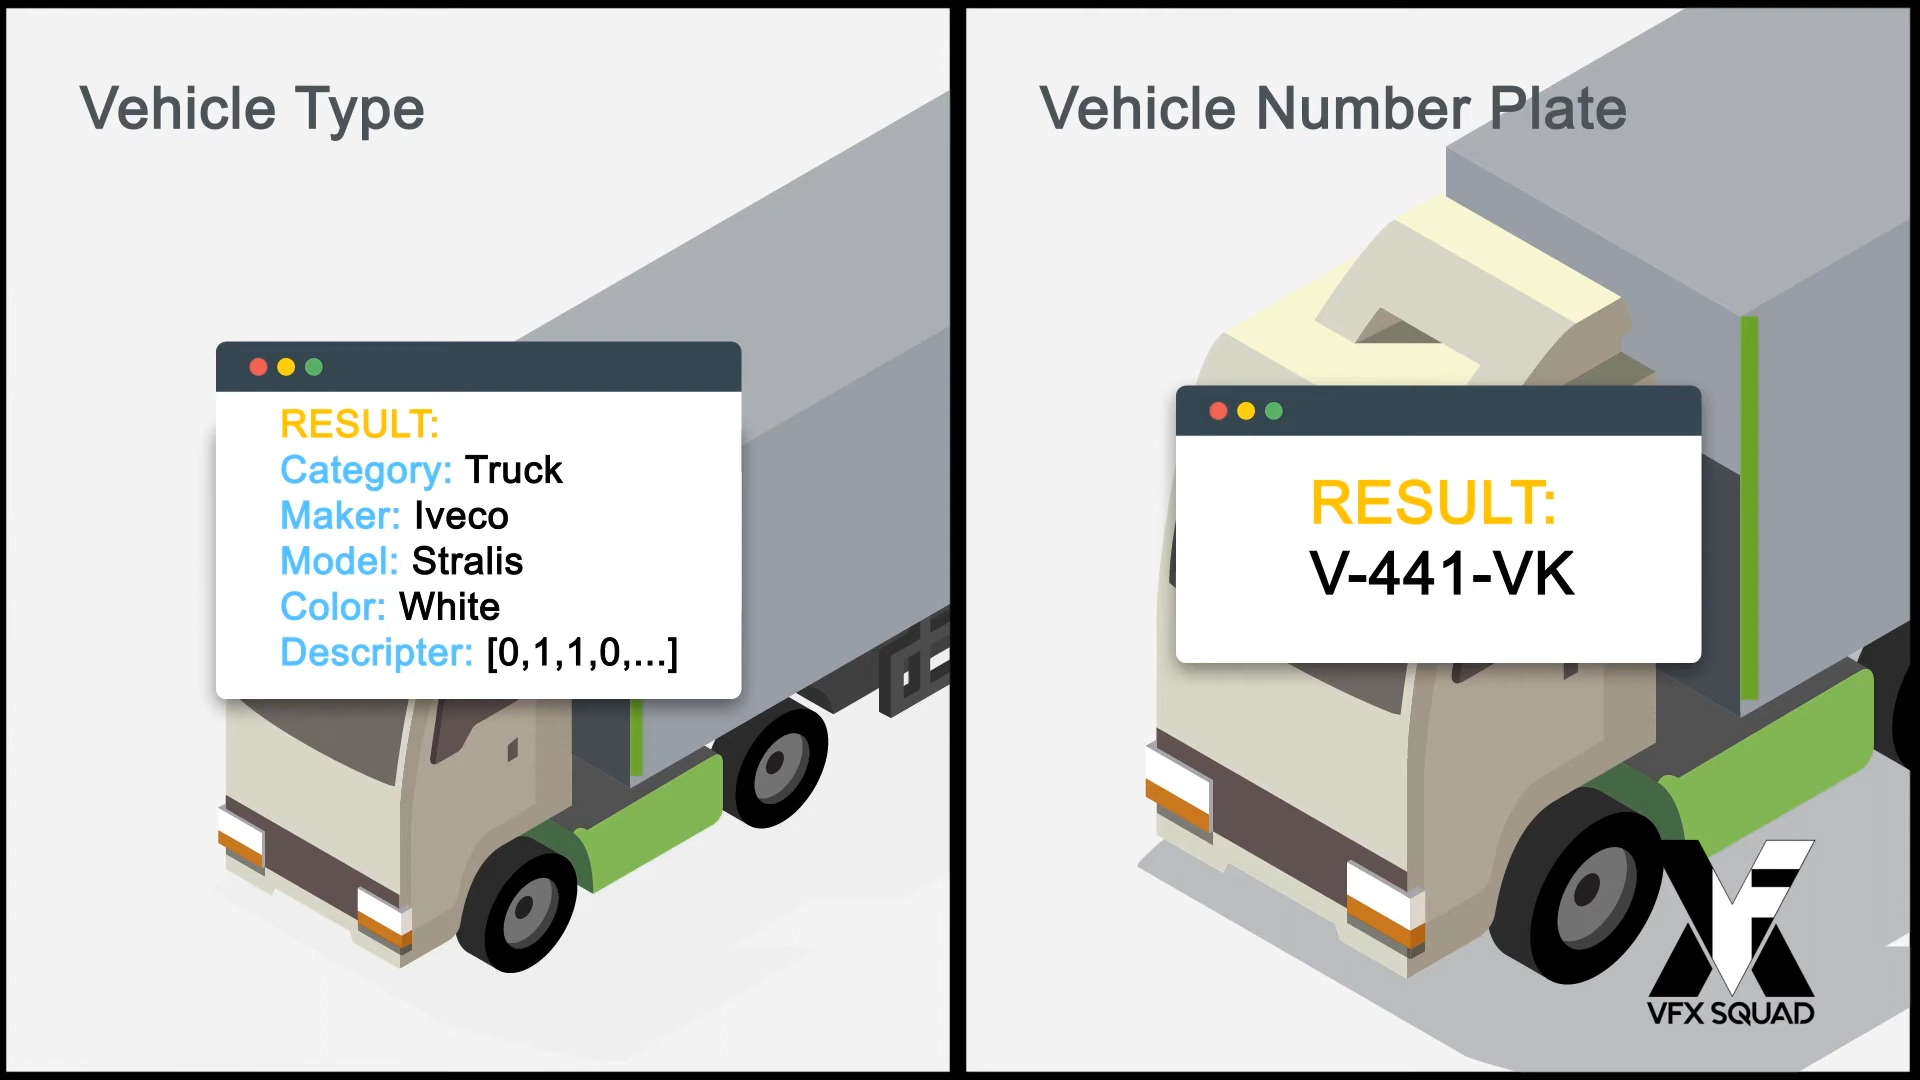 Vehicle Type
RESULT:
Category: Truck
Maker: Iveco
Model: Stralis
Color: White
Descripter: [0,1,1,0,...]
Vehicle Number Plate
RESULT:
V-441-VK
VFX SQUAD